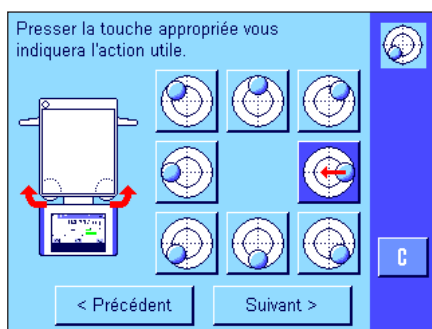 Presser la touche appropriée vous
indiquera l'action utile.
C
< Précédent
Suivant >